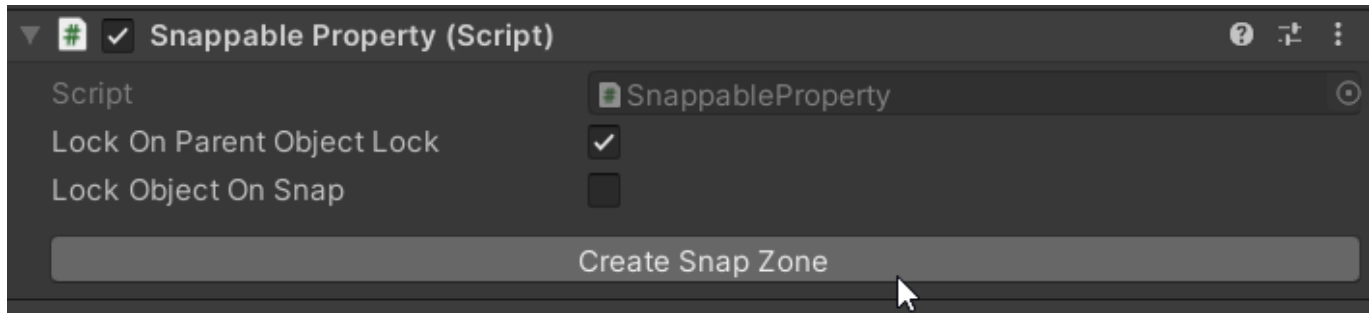 Snappable Property (Script)
Script SnappableProperty
Lock On Parent Object Lock
Lock Object On Snap
Create Snap Zone